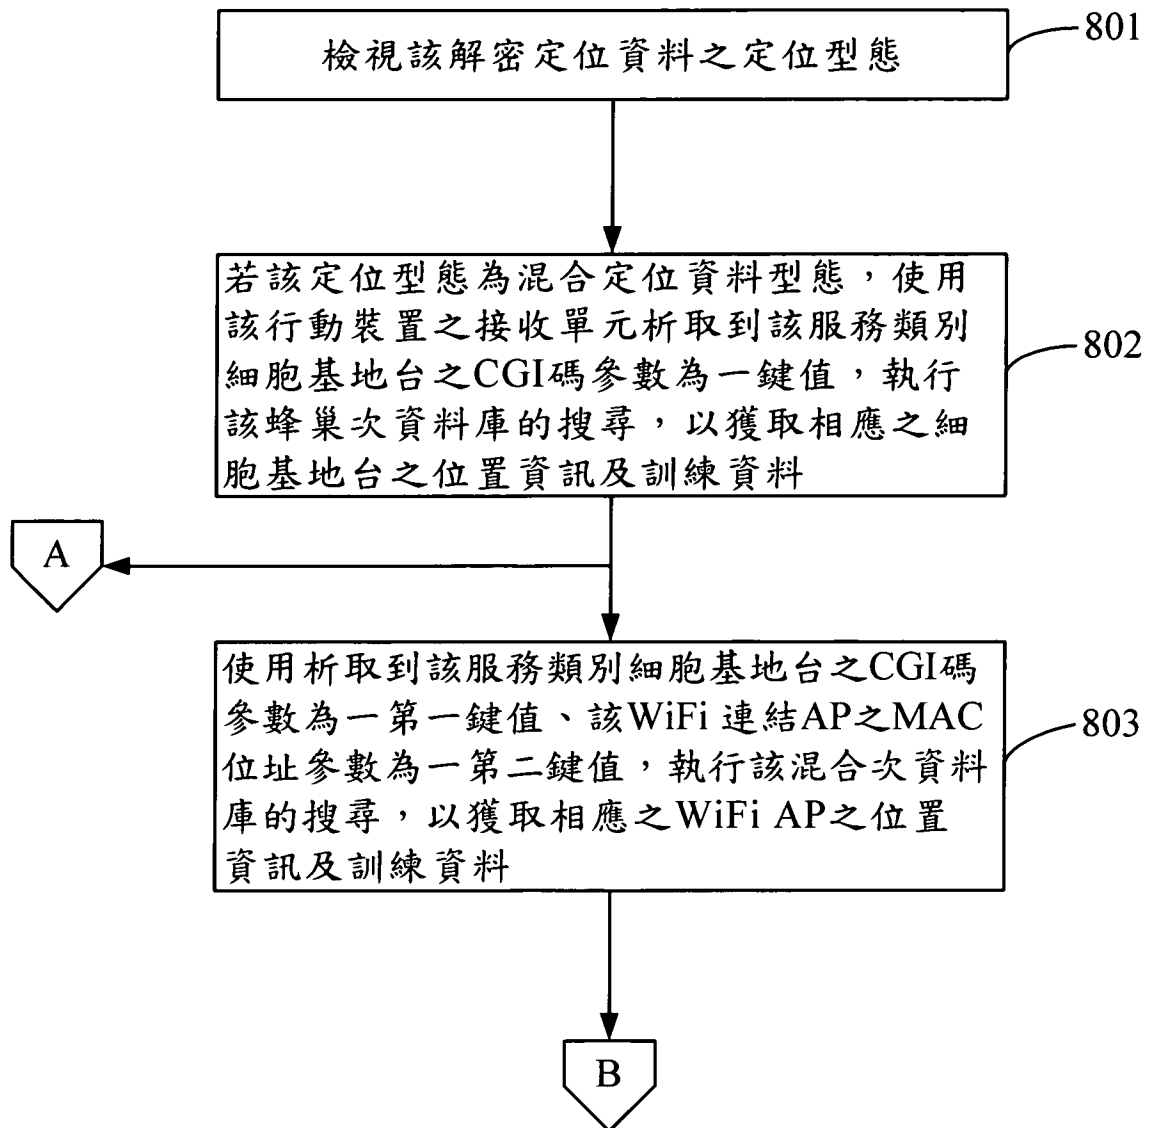 檢視該解密定位資料之定位型態
801
若該定位型態為混合定位資料型態，使用
該行動裝置之接收單元析取到該服務類別
細胞基地台之CGI碼參數為一鍵值，執行
該蜂巢次資料庫的搜尋，以獲取相應之細
胞基地台之位置資訊及訓練資料
802
A
使用析取到該服務類別細胞基地台之CGI碼
參數為一第一鍵值、該WiFi 連結AP之MAC
位址參數為一第二鍵值，執行該混合次資料
庫的搜尋，以獲取相應之WiFi AP之位置
資訊及訓練資料
803
B